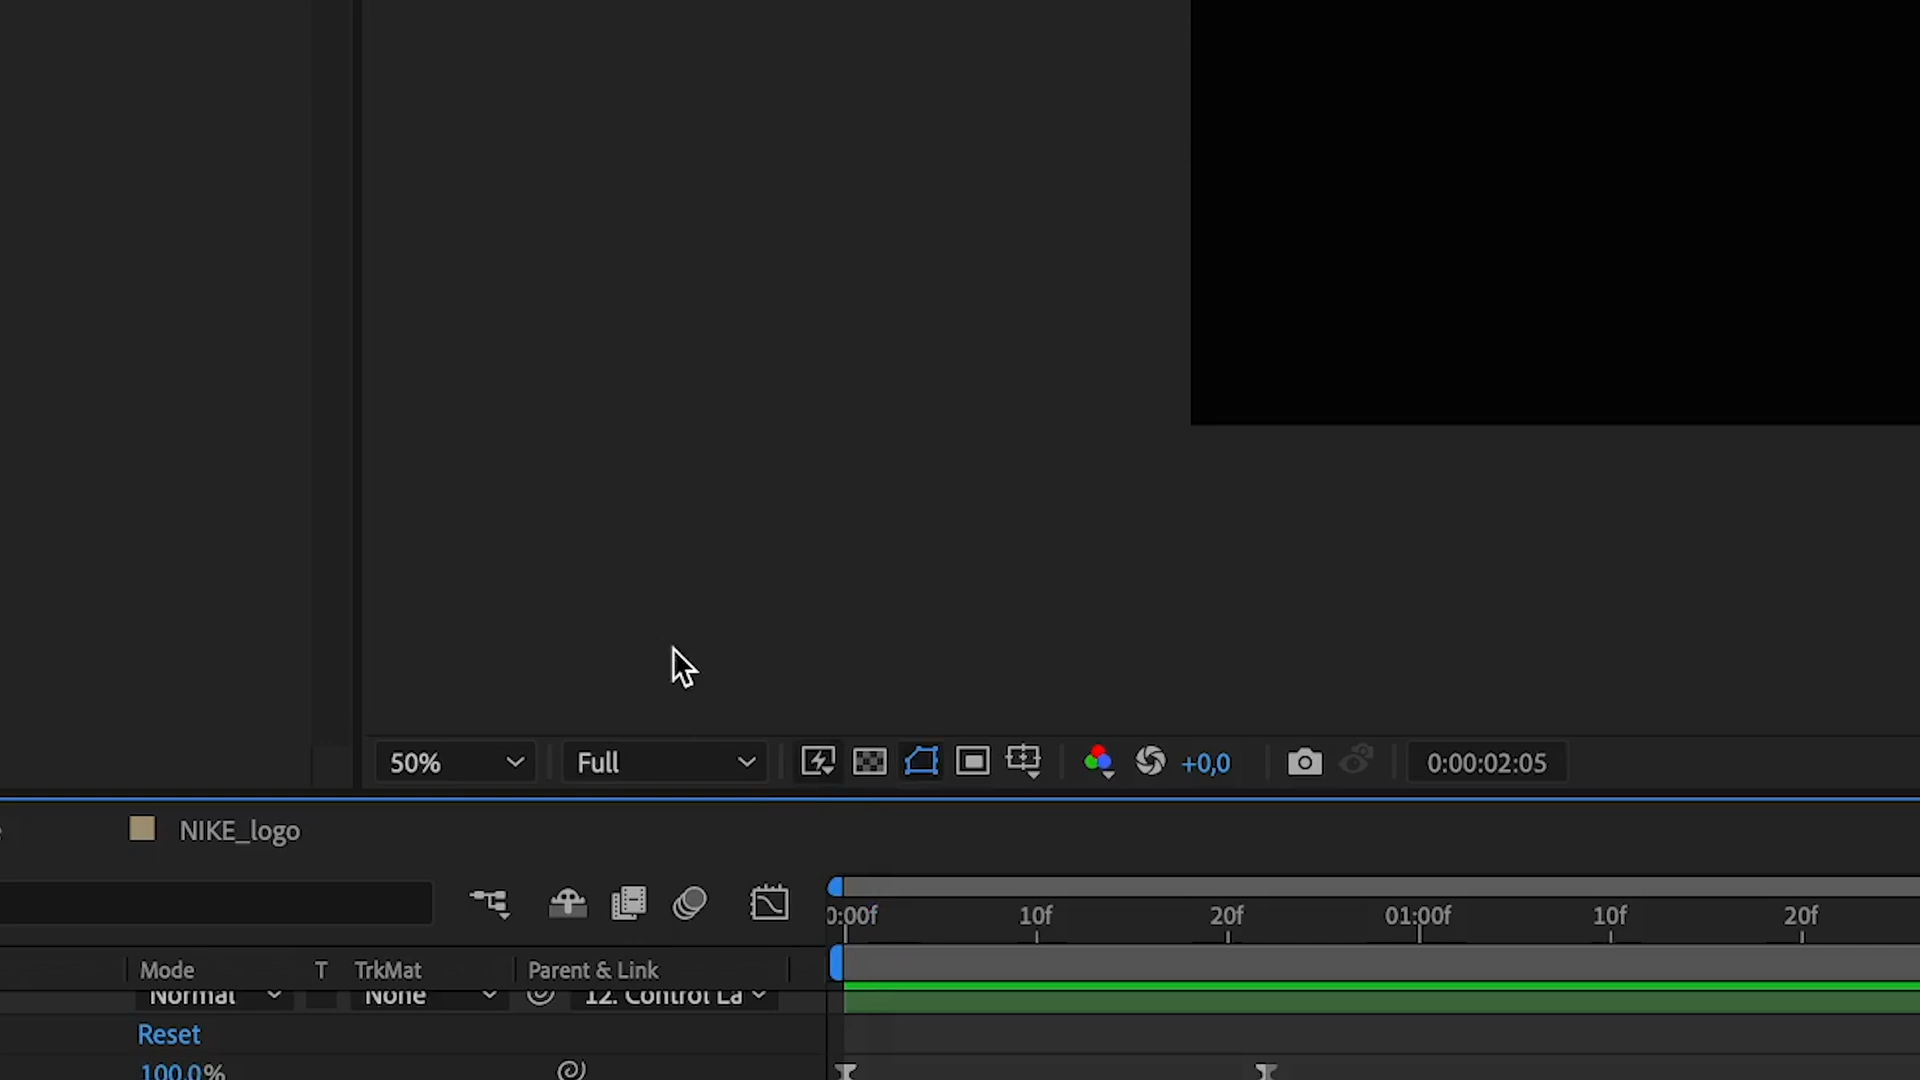 50% Full +0,0 0:00:02:05
NIKE_logo
0:00f 10f 20f 01:00f 10f 20f
Mode T TrkMat Parent & Link
Normal None 12. Control La
Reset
100,0%